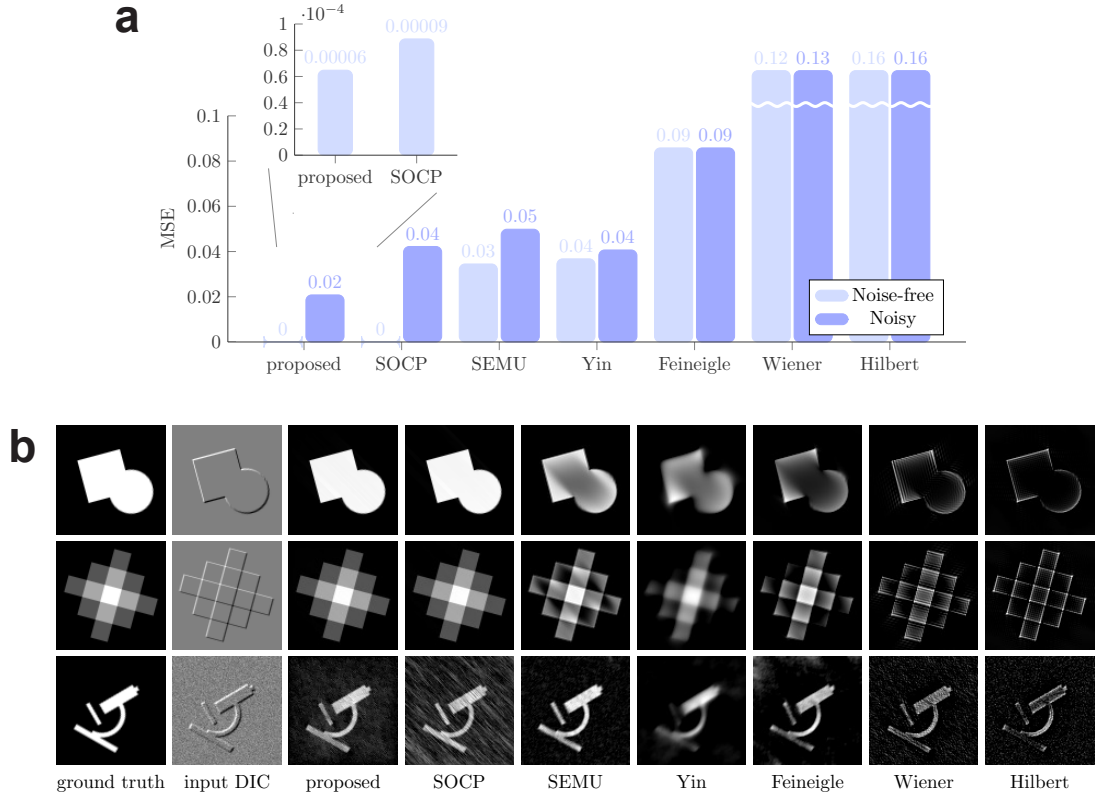 a
1 ·10⁻⁴
0.00006 0.00009
0.8
0.6
0.4
0.2
0
proposed SOCP
0.1
0.08
0.06
0.04
0.02
0
MSE
0 0.02
0 0.04
0.03 0.05
0.04 0.04
0.09 0.09
0.12 0.13
0.16 0.16
Noise-free
Noisy
proposed SOCP SEMU Yin Feineigle Wiener Hilbert
b
ground truth input DIC proposed SOCP SEMU Yin Feineigle Wiener Hilbert